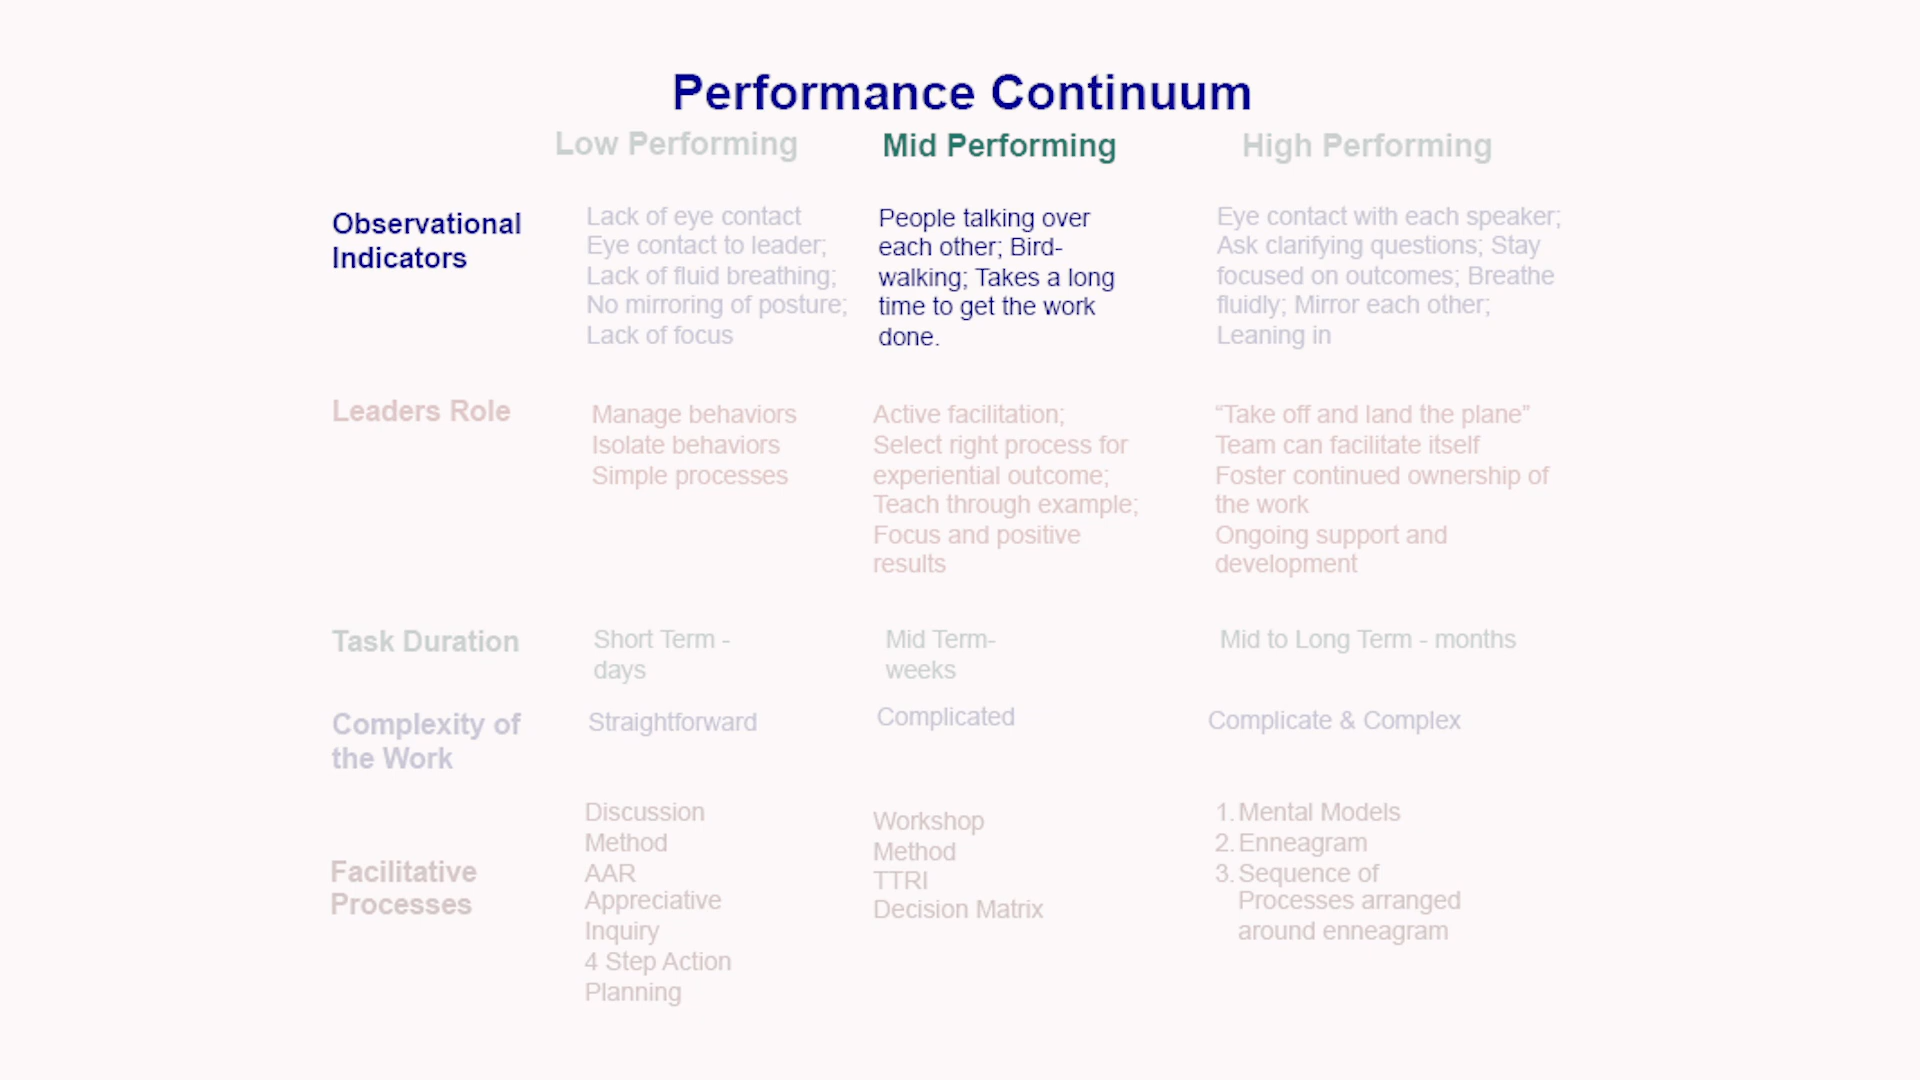 Performance Continuum
Low Performing
Mid Performing
High Performing
Observational
Indicators
Lack of eye contact
Eye contact to leader;
Lack of fluid breathing;
No mirroring of posture;
Lack of focus
People talking over
each other; Bird-
walking; Takes a long
time to get the work
done.
Eye contact with each speaker;
Ask clarifying questions; Stay
focused on outcomes; Breathe
fluidly; Mirror each other;
Leaning in
Leaders Role
Manage behaviors
Isolate behaviors
Simple processes
Active facilitation;
Select right process for
experiential outcome;
Teach through example;
Focus and positive
results
“Take off and land the plane”
Team can facilitate itself
Foster continued ownership of
the work
Ongoing support and
development
Task Duration
Short Term -
days
Mid Term-
weeks
Mid to Long Term - months
Complexity of
the Work
Straightforward
Complicated
Complicate & Complex
Facilitative
Processes
Discussion
Method
AAR
Appreciative
Inquiry
4 Step Action
Planning
Workshop
Method
TTRI
Decision Matrix
1. Mental Models
2. Enneagram
3. Sequence of
Processes arranged
around enneagram